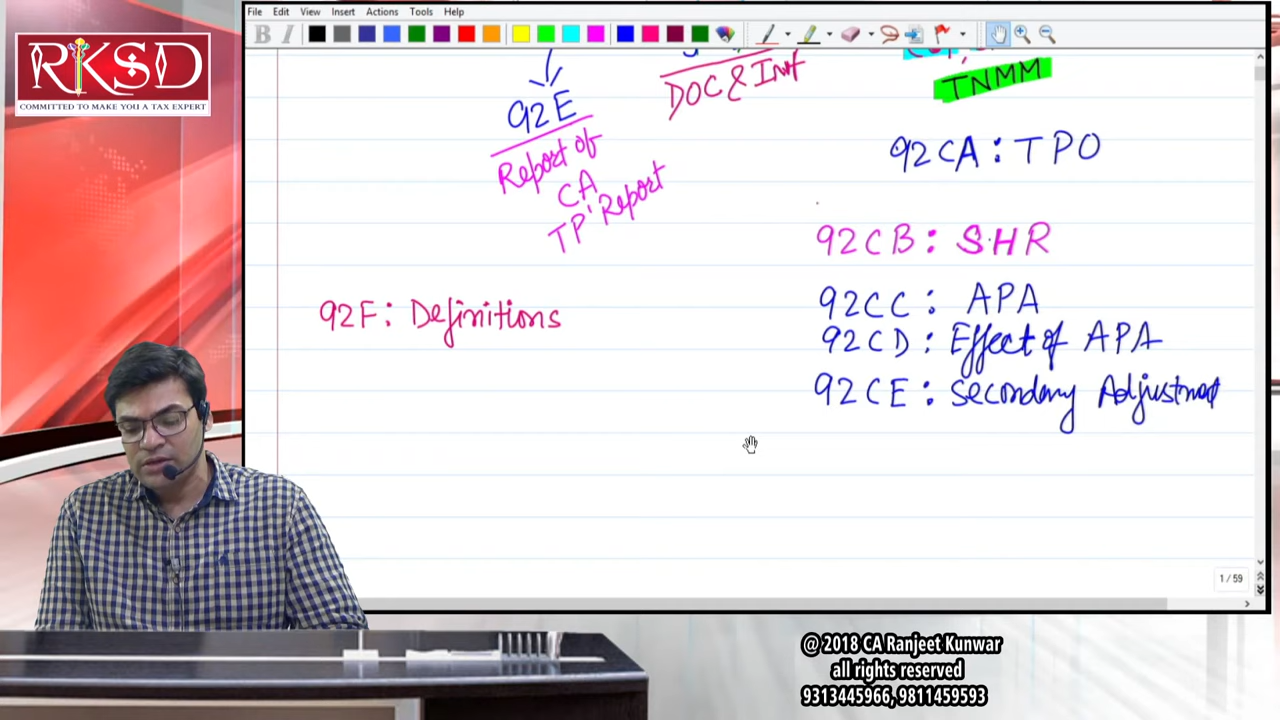 File Edit View Insert Actions Tools Help
B I
RKSD
COMMITTED TO MAKE YOU A TAX EXPERT
DOC & Inf
TNMM
92E
Report of
CA
TP' Report
92CA : TPO
92CB : SHR
92F : Definitions
92CC : APA
92CD : Effect of APA
92CE : Secondary Adjustment
1 / 59
@ 2018 CA Ranjeet Kunwar
all rights reserved
9313445966, 9811459593